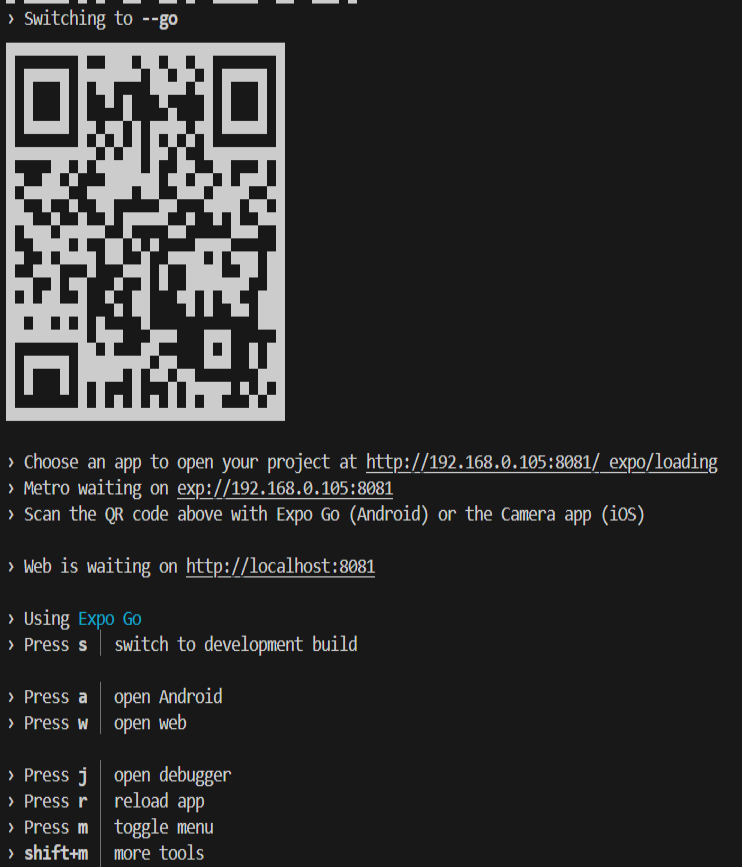 › Switching to --go
› Choose an app to open your project at http://192.168.0.105:8081/_expo/loading
› Metro waiting on exp://192.168.0.105:8081
› Scan the QR code above with Expo Go (Android) or the Camera app (iOS)
› Web is waiting on http://localhost:8081
› Using Expo Go
› Press s │ switch to development build
› Press a │ open Android
› Press w │ open web
› Press j │ open debugger
› Press r │ reload app
› Press m │ toggle menu
› shift+m │ more tools